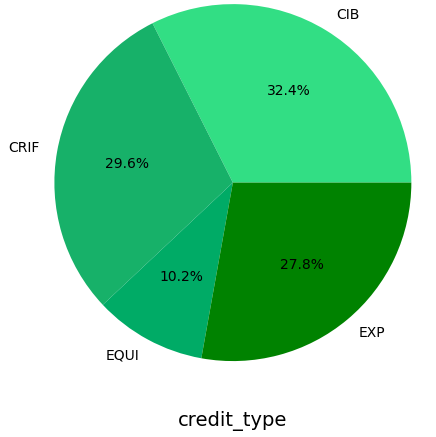 CIB
32.4%
CRIF
29.6%
10.2%
27.8%
EXP
EQUI
credit_type